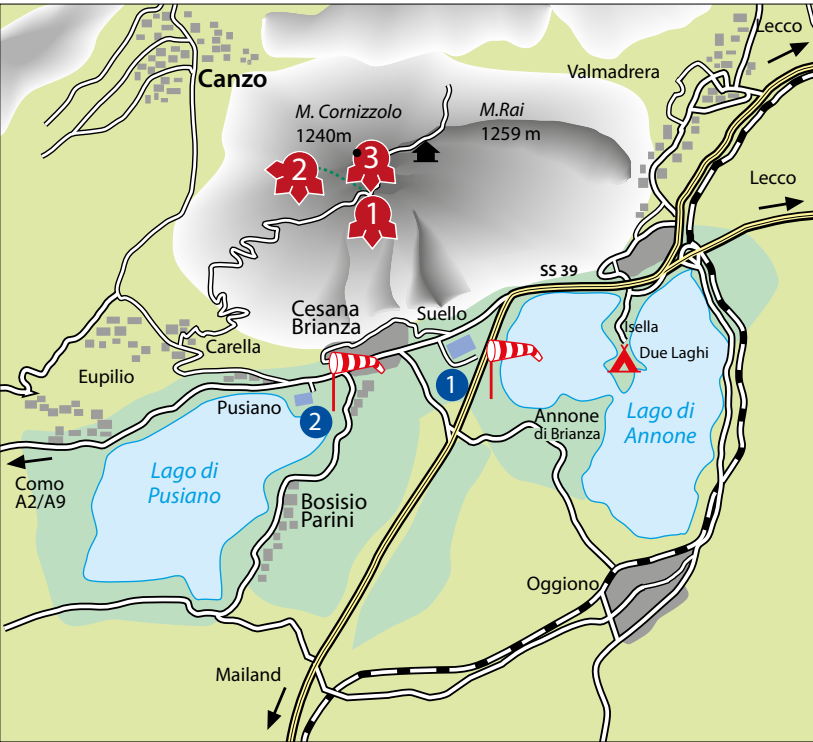 Lecco
Canzo
Valmadrera
M. Cornizzolo
1240m
M.Rai
1259 m
3
2
1
Lecco
SS 39
Cesana
Brianza
Suello
Isella
Due Laghi
Carella
Eupilio
1
Pusiano
2
Annone
di Brianza
Lago di
Annone
Lago di
Pusiano
Como
A2/A9
Bosisio
Parini
Oggiono
Mailand